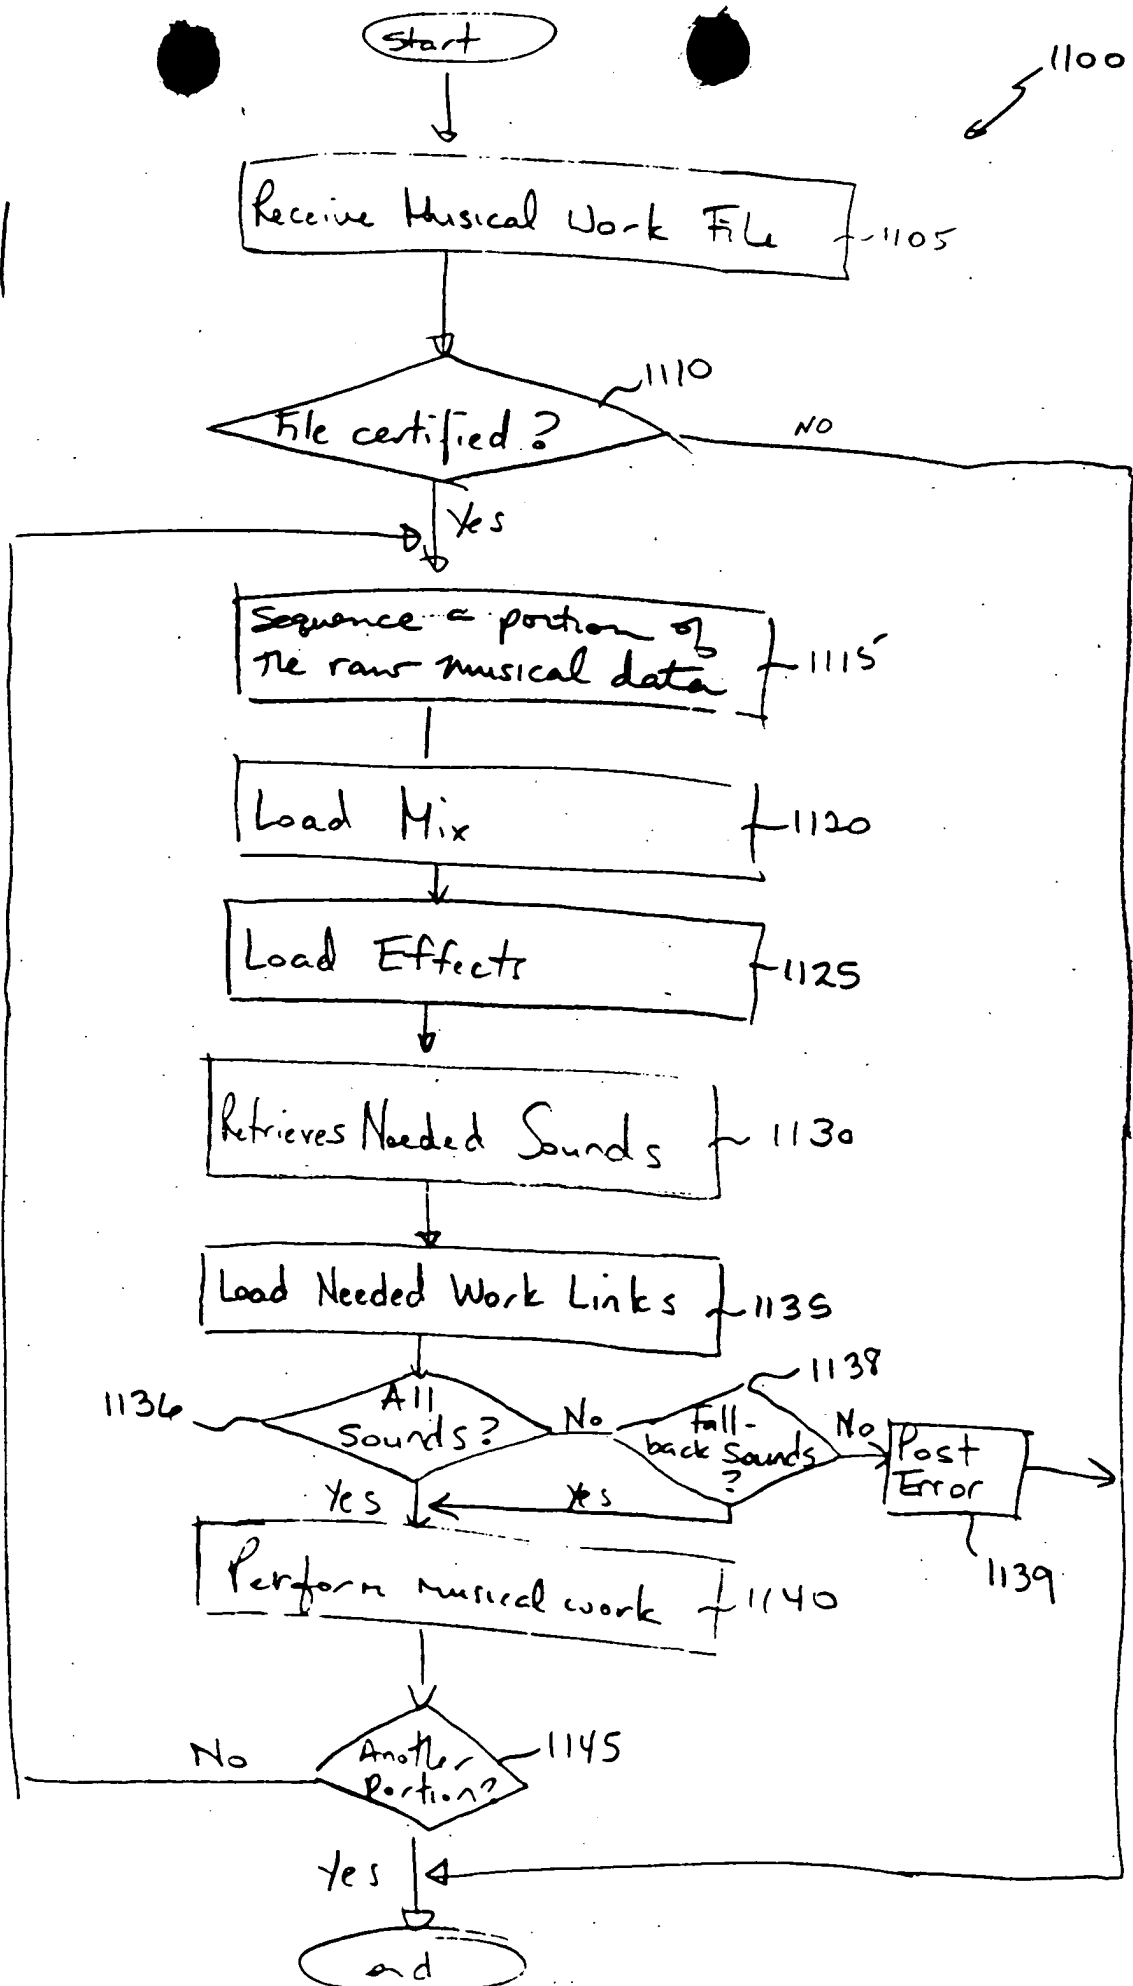 Start
1100
Receive Musical Work File
1105
1110
File certified?
NO
Yes
Sequence a portion of
the raw musical data
1115
Load Mix
1120
Load Effects
1125
Retrieves Needed Sounds
1130
Load Needed Work Links
1135
1136
All
Sounds?
No
1138
Fall-
back Sounds
?
No
Post
Error
1139
Yes
Yes
Perform musical work
1140
Another
Portion?
1145
No
Yes
end